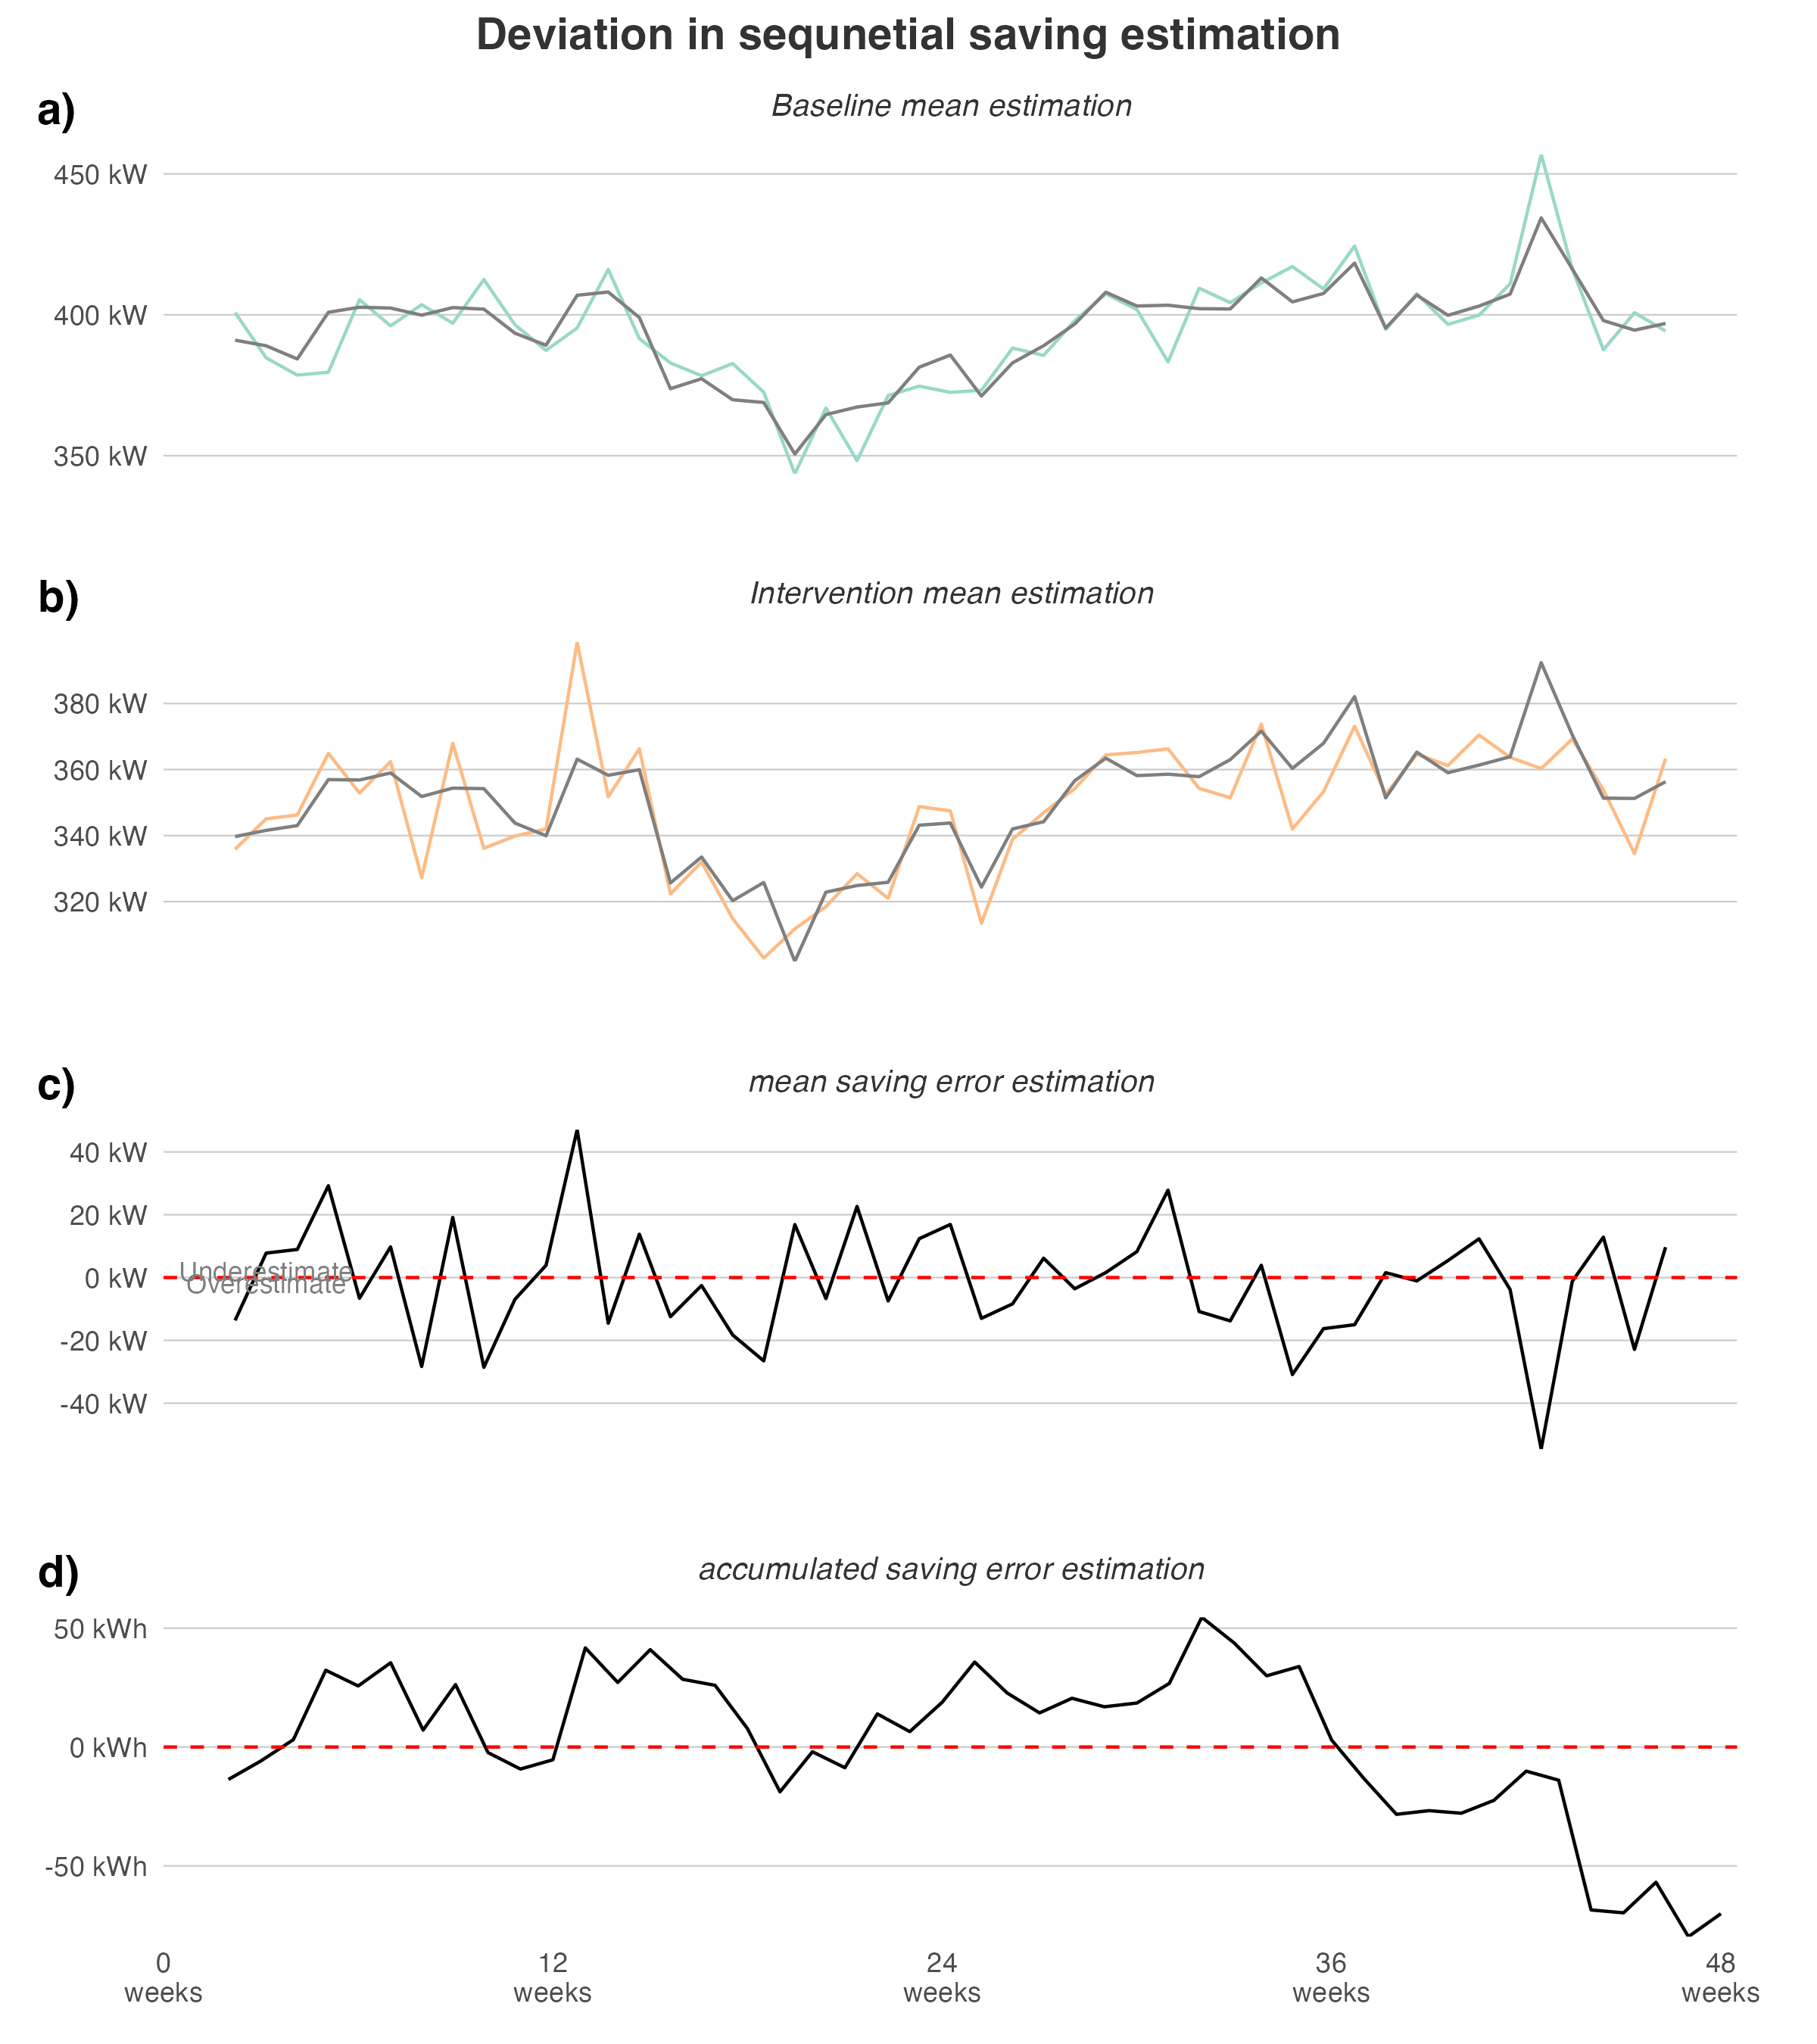 Deviation in sequnetial saving estimation
a)
Baseline mean estimation
450 kW
400 kW
350 kW
b)
Intervention mean estimation
380 kW
360 kW
340 kW
320 kW
c)
mean saving error estimation
40 kW
20 kW
Underestimate
0 kW
Overestimate
-20 kW
-40 kW
d)
accumulated saving error estimation
50 kWh
0 kWh
-50 kWh
0 12 24 36 48
weeks weeks weeks weeks weeks